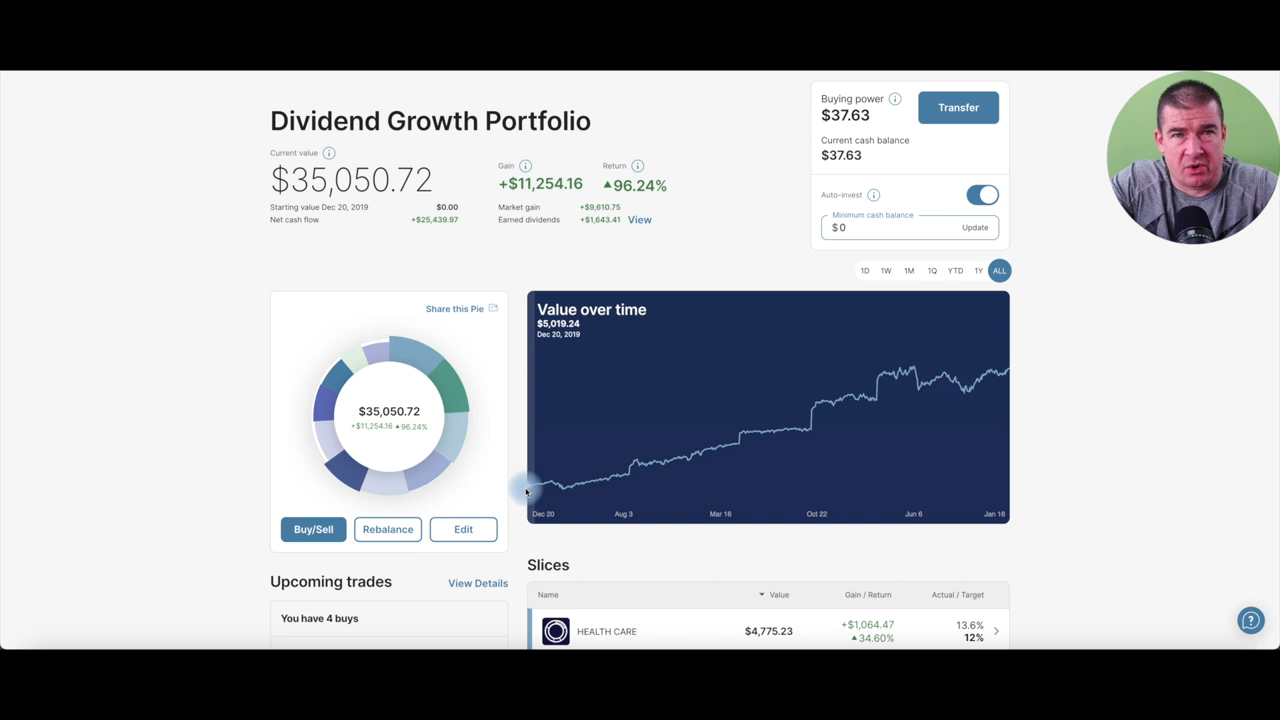 Dividend Growth Portfolio
Current value
$35,050.72
Starting value Dec 20, 2019 $0.00
Net cash flow +$25,439.97
Gain
+$11,254.16
Return
96.24%
Market gain +$9,610.75
Earned dividends +$1,643.41 View
Buying power
$37.63
Transfer
Current cash balance
$37.63
Auto-invest
Minimum cash balance
$0 Update
1D 1W 1M 1Q YTD 1Y ALL
Share this Pie
$35,050.72
+$11,254.16 96.24%
Buy/Sell Rebalance Edit
Value over time
$5,019.24
Dec 20, 2019
Dec 20 Aug 3 Mar 16 Oct 22 Jun 6 Jan 16
Upcoming trades View Details
You have 4 buys
Slices
Name Value Gain / Return Actual / Target
HEALTH CARE $4,775.23 +$1,064.47 13.6%
34.60% 12%